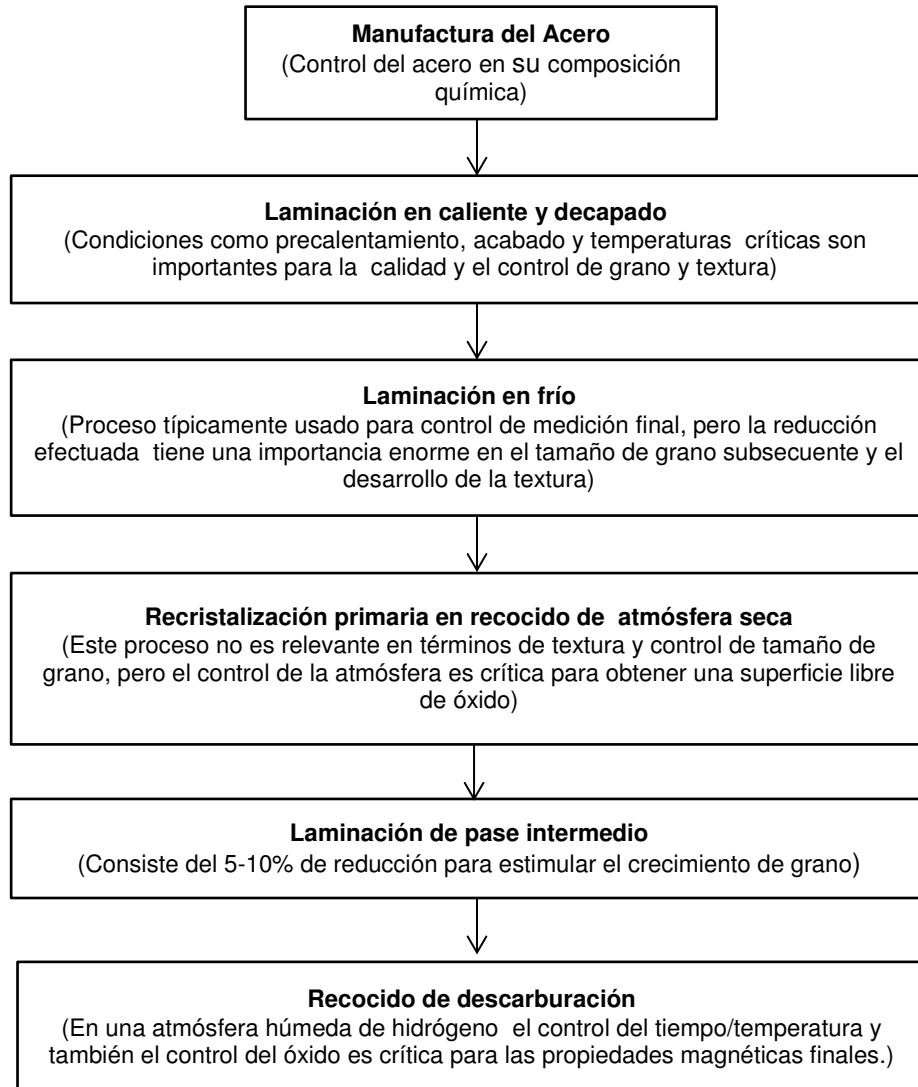 Manufactura del Acero
(Control del acero en su composición
química)
Laminación en caliente y decapado
(Condiciones como precalentamiento, acabado y temperaturas críticas son
importantes para la calidad y el control de grano y textura)
Laminación en frío
(Proceso típicamente usado para control de medición final, pero la reducción
efectuada tiene una importancia enorme en el tamaño de grano subsecuente y el
desarrollo de la textura)
Recristalización primaria en recocido de atmósfera seca
(Este proceso no es relevante en términos de textura y control de tamaño de
grano, pero el control de la atmósfera es crítica para obtener una superficie libre
de óxido)
Laminación de pase intermedio
(Consiste del 5-10% de reducción para estimular el crecimiento de grano)
Recocido de descarburación
(En una atmósfera húmeda de hidrógeno el control del tiempo/temperatura y
también el control del óxido es crítica para las propiedades magnéticas finales.)